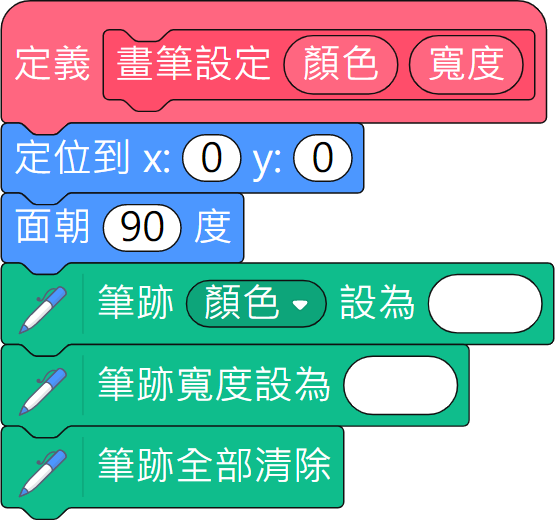 定義 畫筆設定 顏色 寬度
定位到 x: 0 y: 0
面朝 90 度
筆跡 顏色 設為
筆跡寬度設為
筆跡全部清除